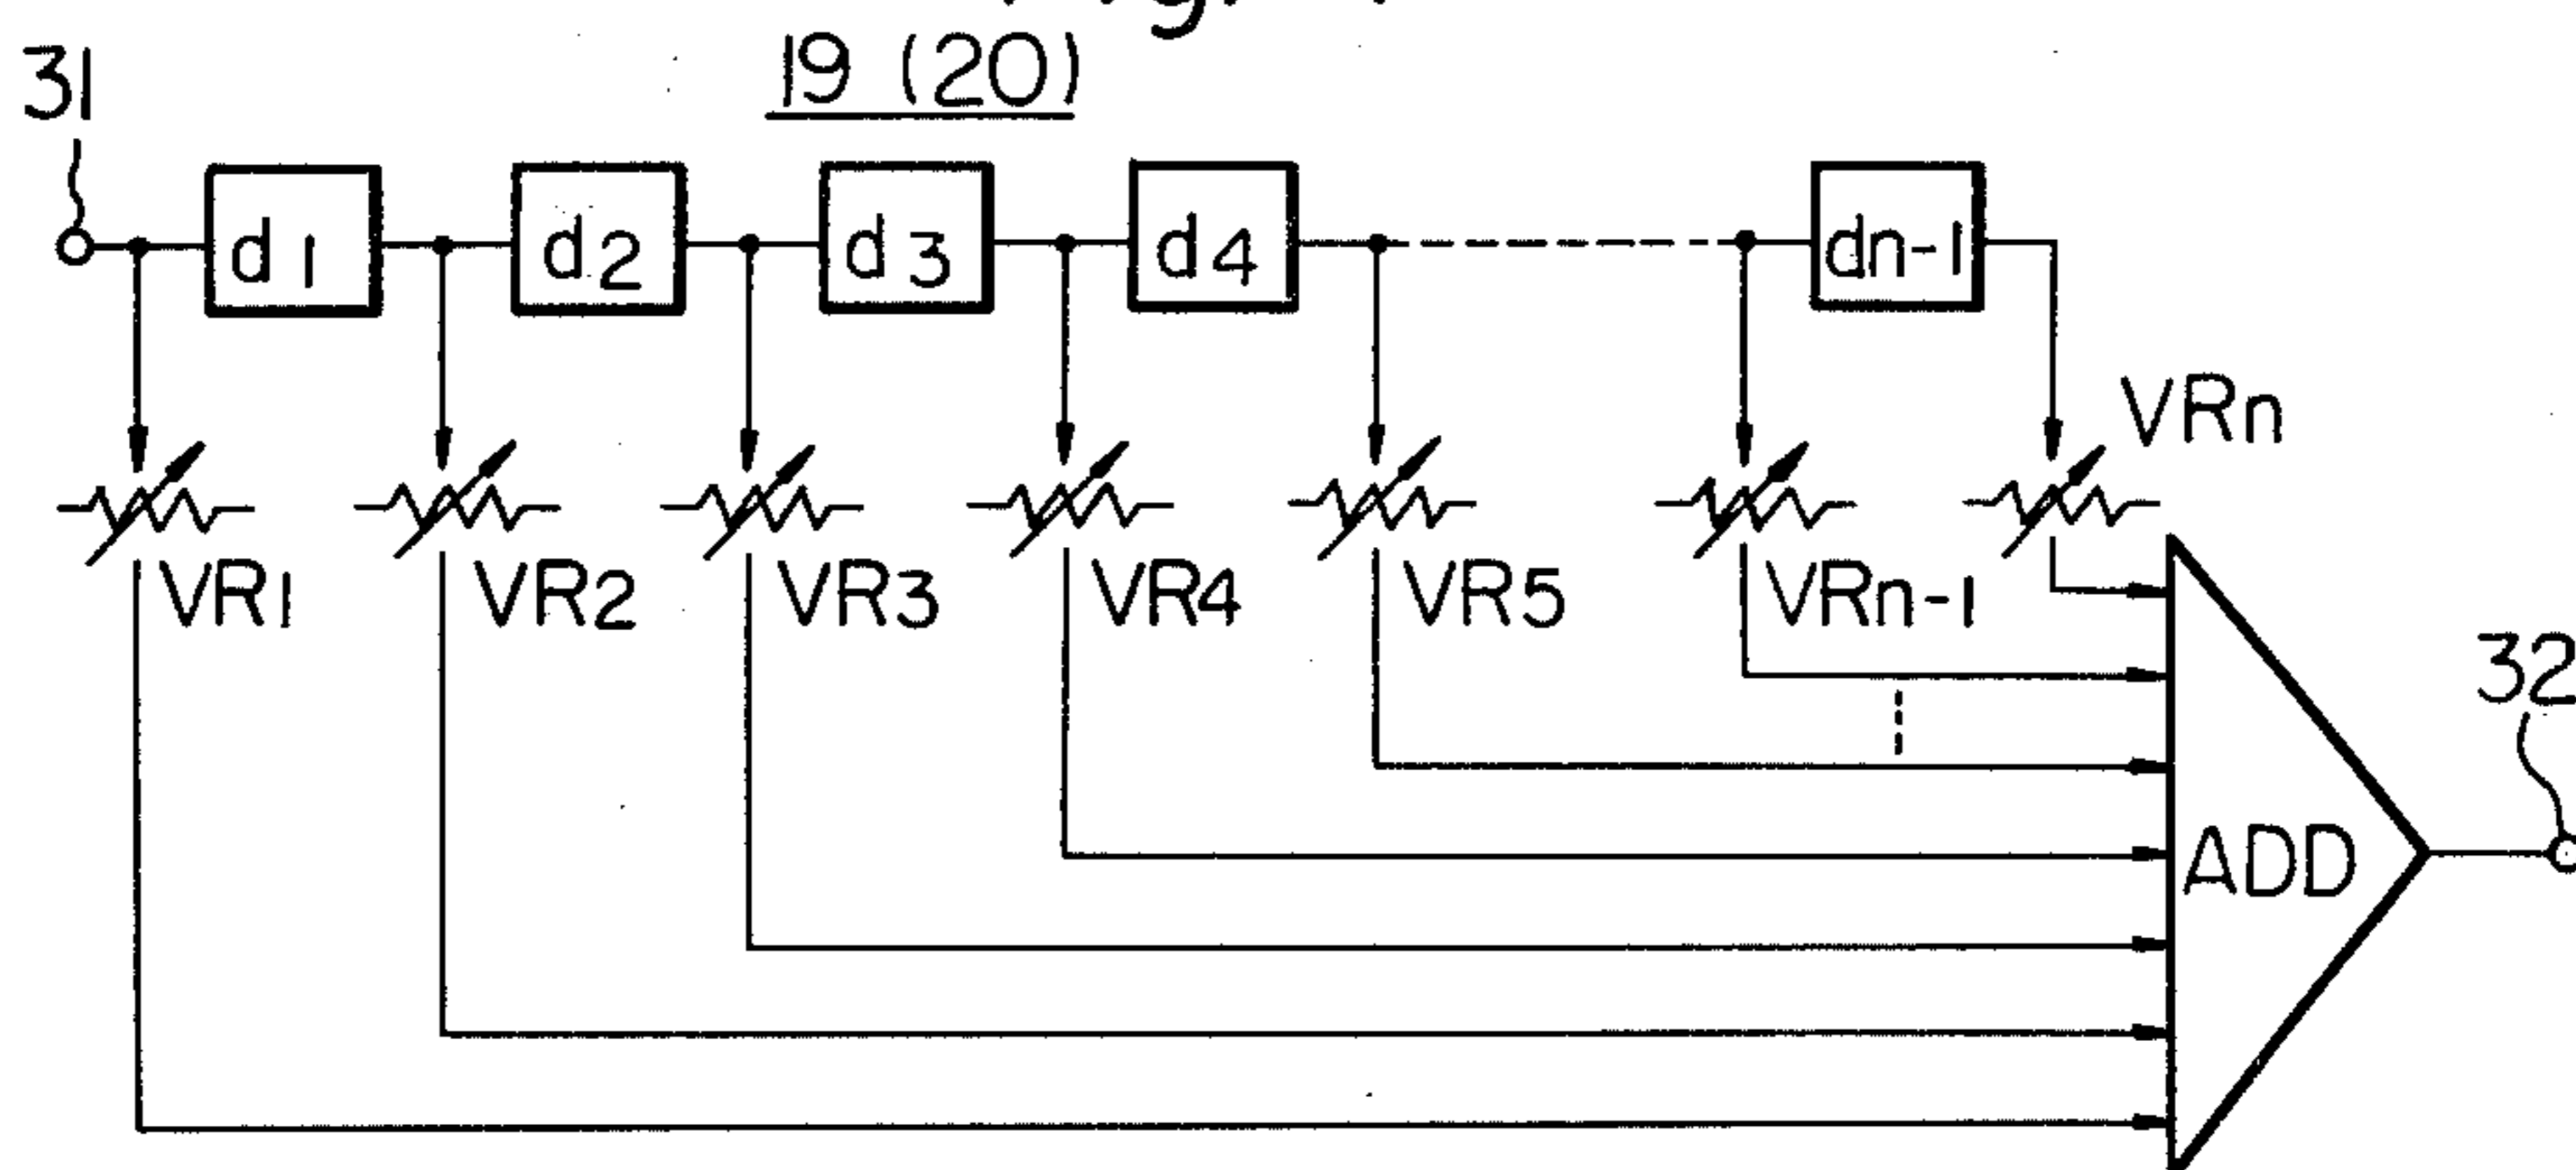 19 (20)
31
d1 d2 d3 d4 dn-1
VRn
VR1 VR2 VR3 VR4 VR5 VRn-1
32
ADD